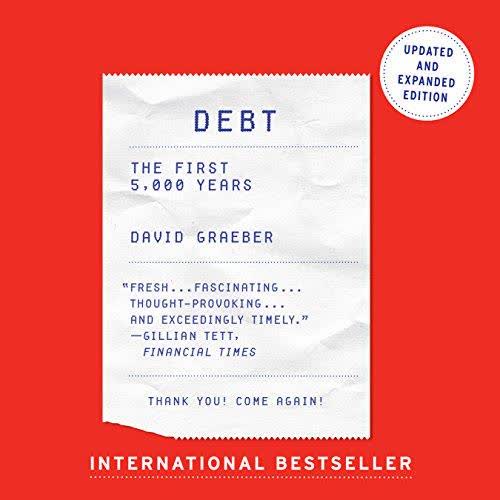 UPDATED
AND
EXPANDED
EDITION
DEBT
THE FIRST
5,000 YEARS
DAVID GRAEBER
“FRESH...FASCINATING...
THOUGHT-PROVOKING...
AND EXCEEDINGLY TIMELY.”
—GILLIAN TETT,
FINANCIAL TIMES
THANK YOU! COME AGAIN!
INTERNATIONAL BESTSELLER